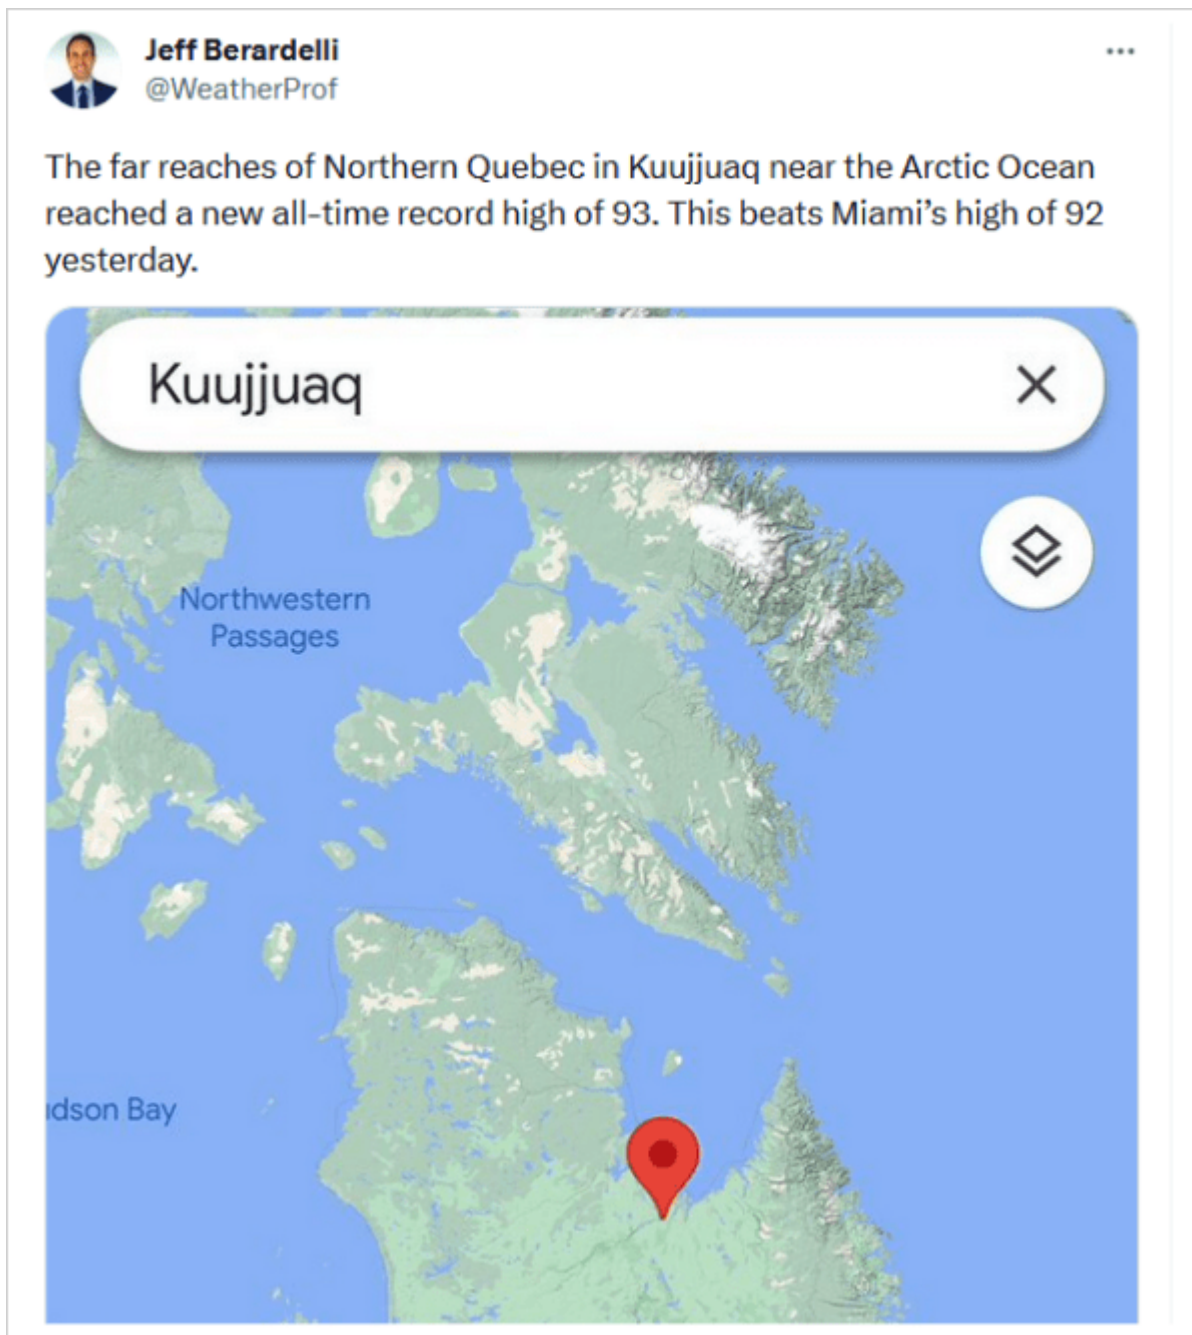 Jeff Berardelli
@WeatherProf
The far reaches of Northern Quebec in Kuujjuaq near the Arctic Ocean
reached a new all-time record high of 93. This beats Miami’s high of 92
yesterday.
Kuujjuaq
Northwestern
Passages
idson Bay